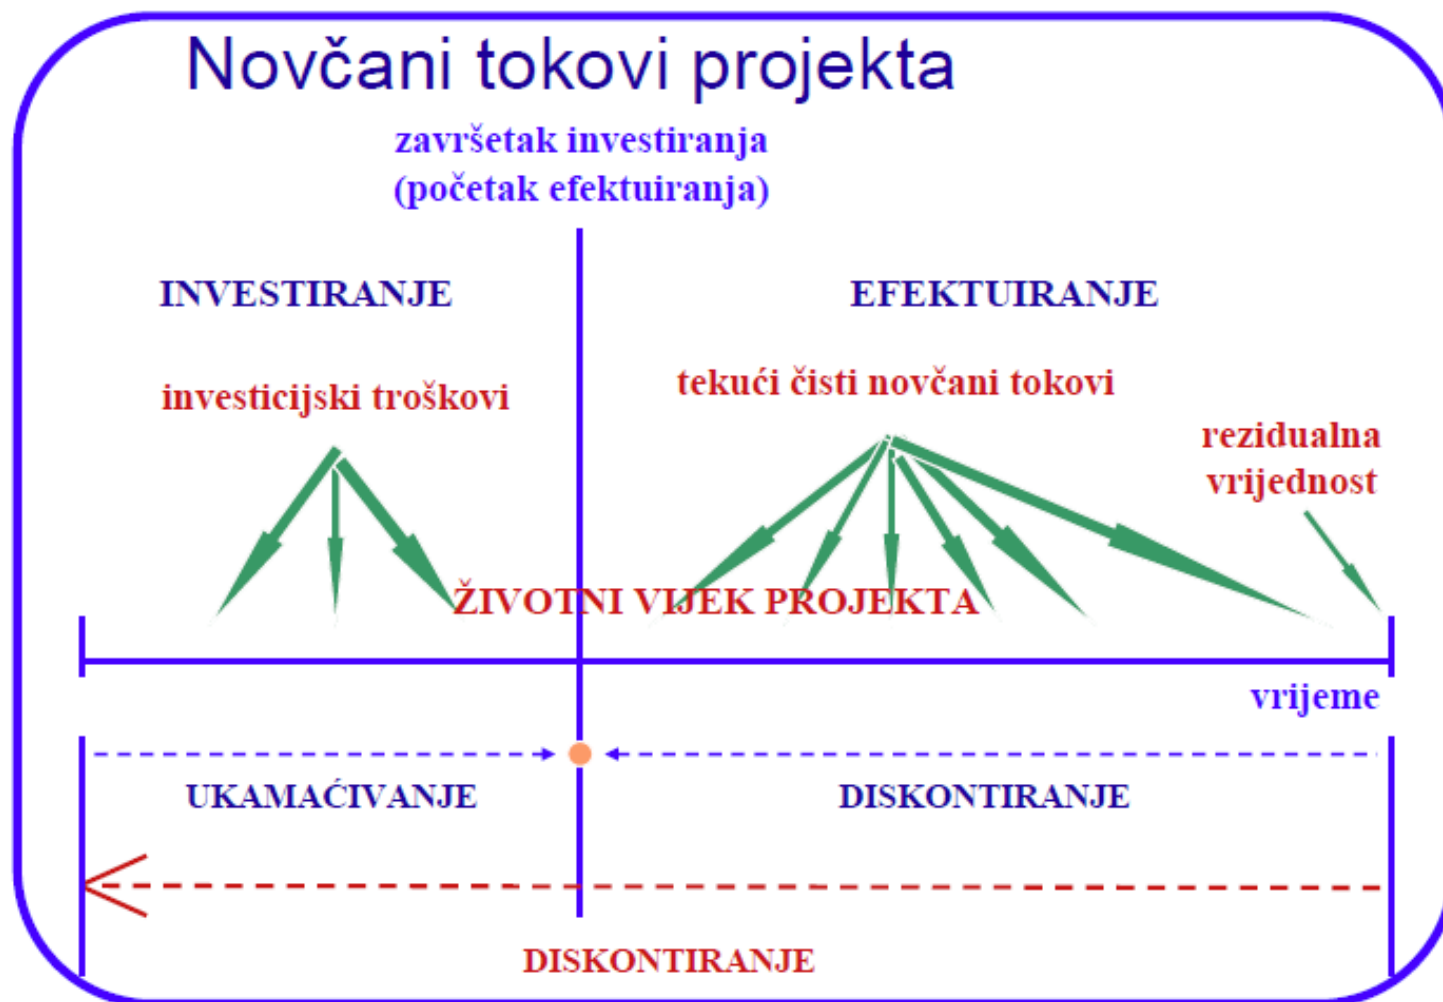 Novčani tokovi projekta
završetak investiranja
(početak efektuiranja)
INVESTIRANJE
EFEKTUIRANJE
investicijski troškovi
tekući čisti novčani tokovi
rezidualna
vrijednost
ŽIVOTNI VIJEK PROJEKTA
vrijeme
UKAMAĆIVANJE
DISKONTIRANJE
DISKONTIRANJE